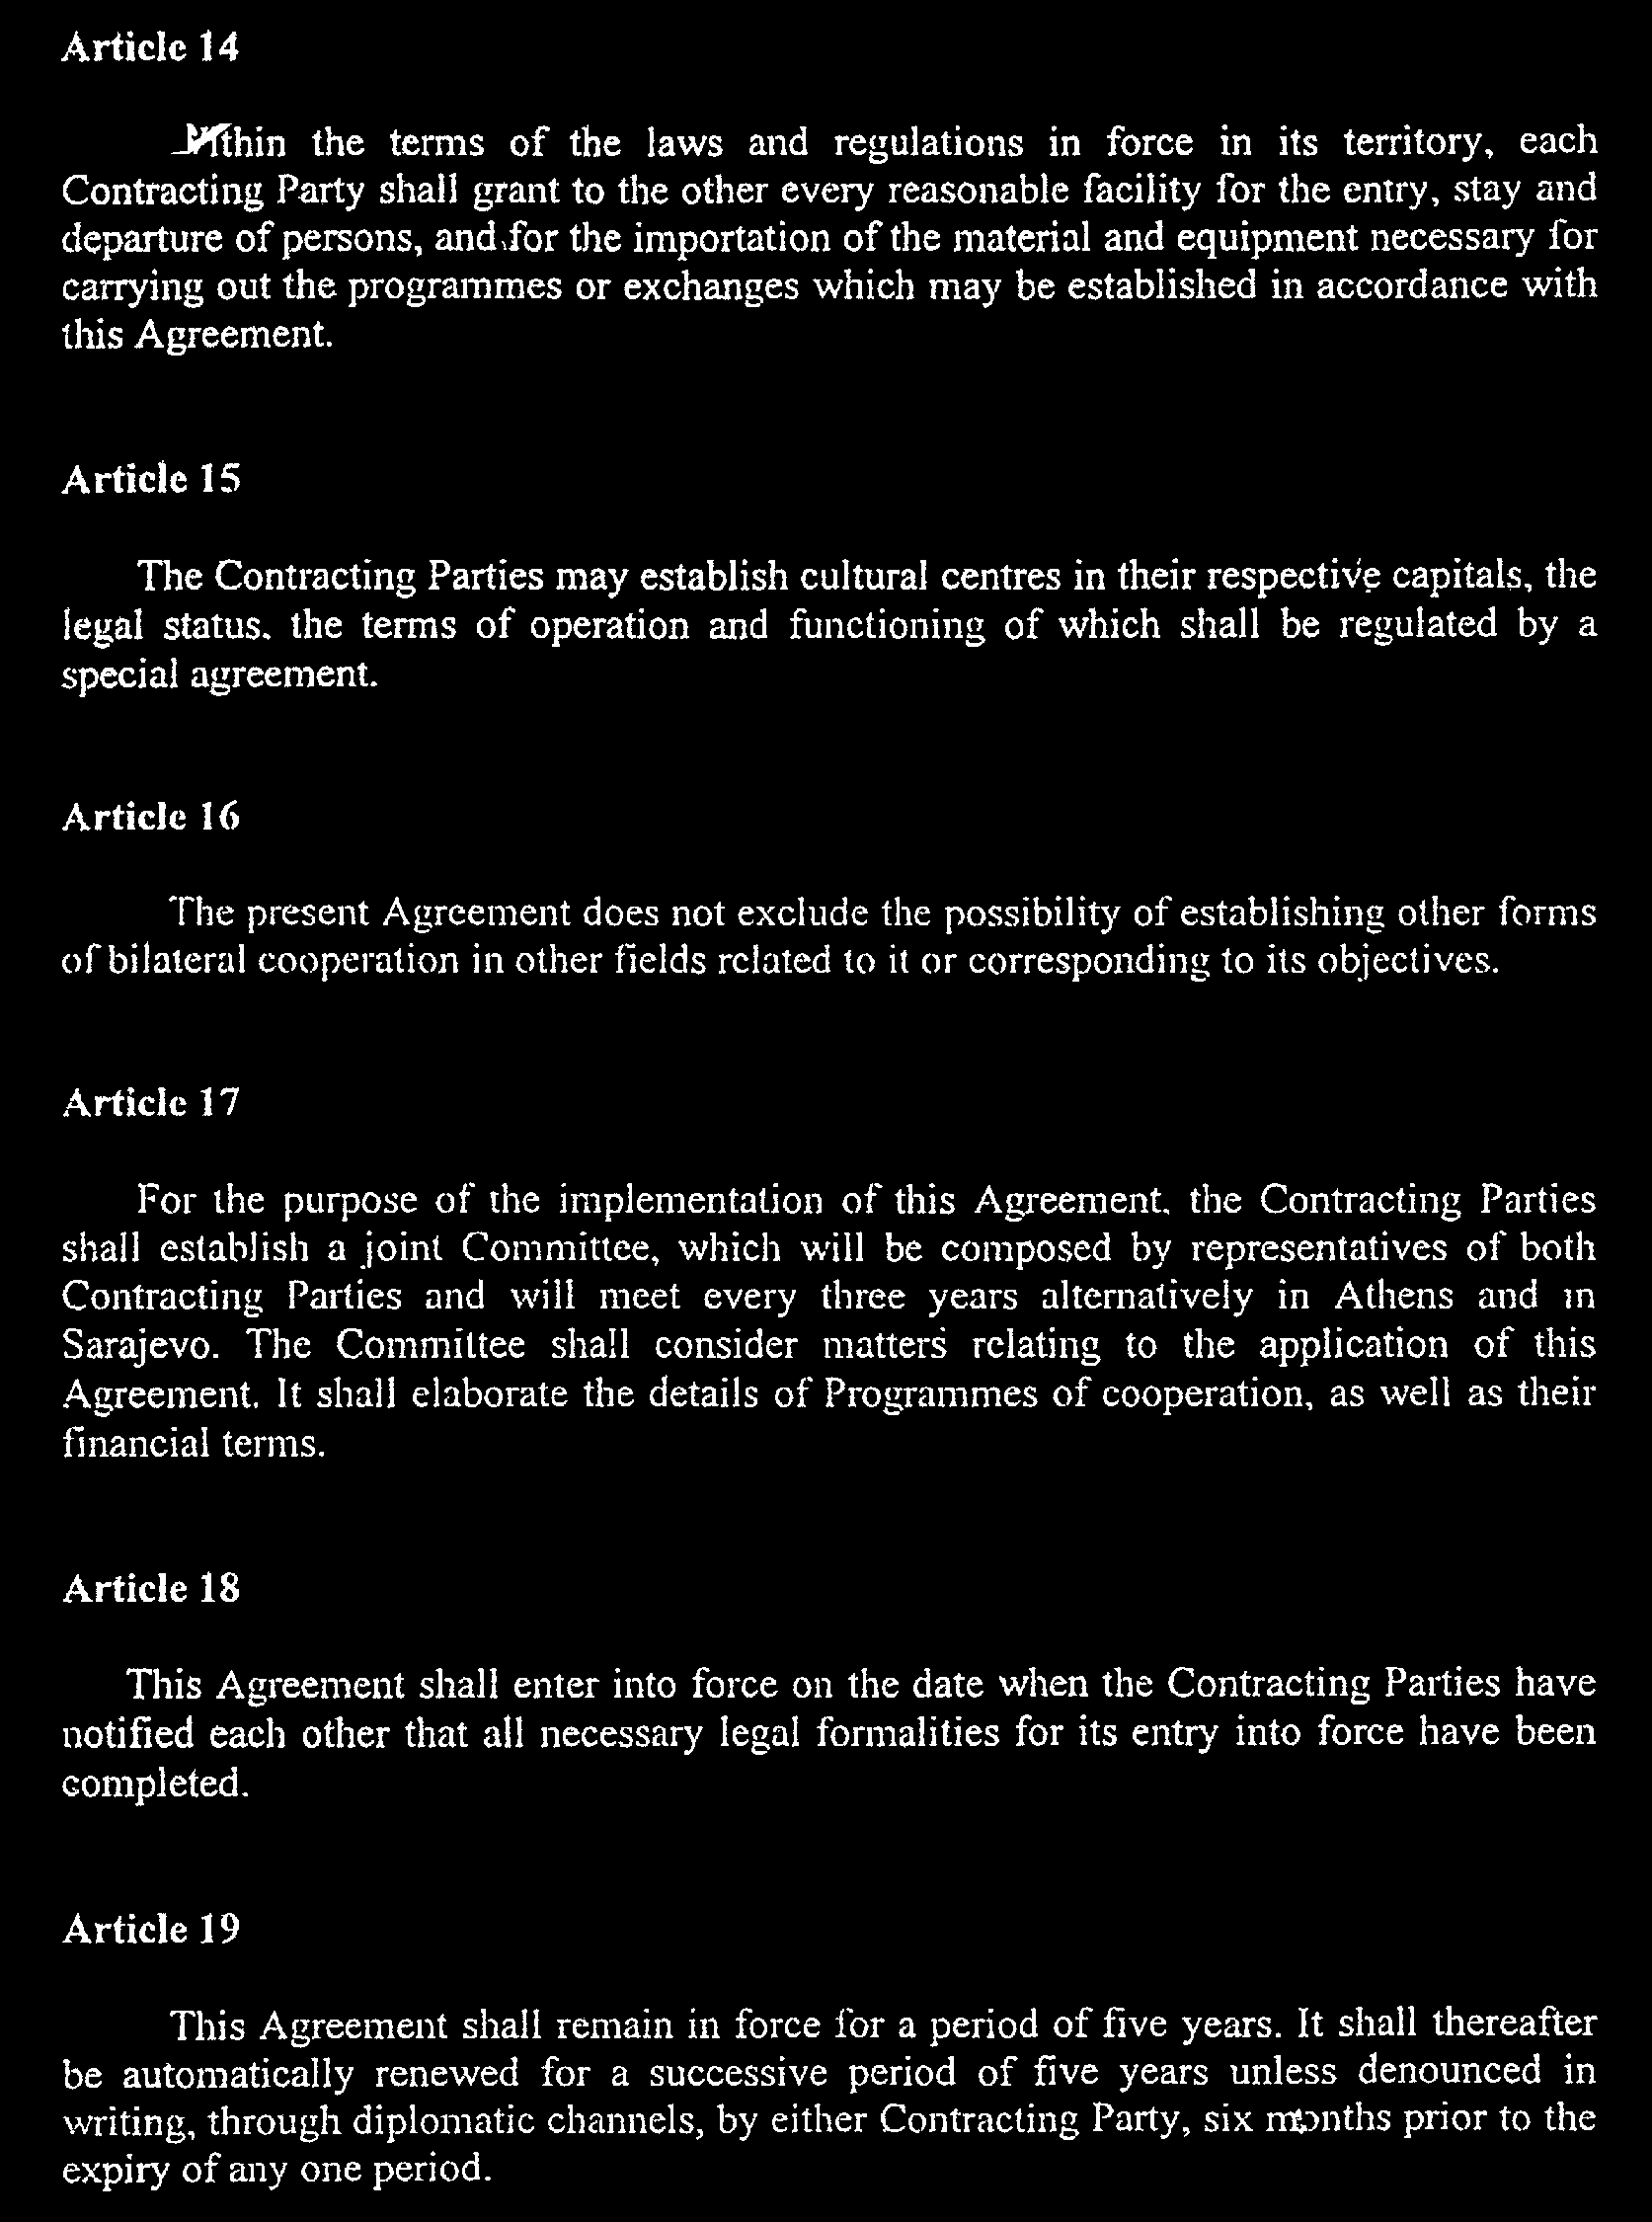 Article 14
Within the terms of the laws and regulations in force in its territory, each
Contracting Party shall grant to the other every reasonable facility for the entry, stay and
departure of persons, and for the importation of the material and equipment necessary for
carrying out the programmes or exchanges which may be established in accordance with
this Agreement.
Article 15
The Contracting Parties may establish cultural centres in their respective capitals, the
legal status, the terms of operation and functioning of which shall be regulated by a
special agreement.
Article 16
The present Agreement does not exclude the possibility of establishing other forms
of bilateral cooperation in other fields related to it or corresponding to its objectives.
Article 17
For the purpose of the implementation of this Agreement, the Contracting Parties
shall establish a joint Committee, which will be composed by representatives of both
Contracting Parties and will meet every three years alternatively in Athens and in
Sarajevo. The Committee shall consider matters relating to the application of this
Agreement. It shall elaborate the details of Programmes of cooperation, as well as their
financial terms.
Article 18
This Agreement shall enter into force on the date when the Contracting Parties have
notified each other that all necessary legal formalities for its entry into force have been
completed.
Article 19
This Agreement shall remain in force for a period of five years. It shall thereafter
be automatically renewed for a successive period of five years unless denounced in
writing, through diplomatic channels, by either Contracting Party, six months prior to the
expiry of any one period.